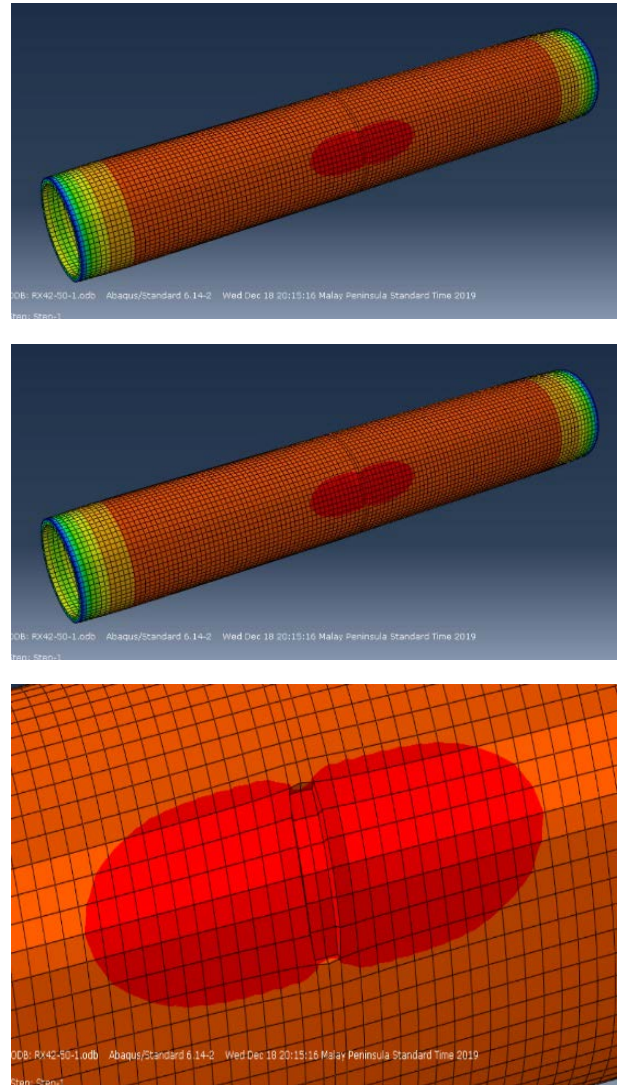 ODB: RX42-50-1.odb Abaqus/Standard 6.14-2 Wed Dec 18 20:15:16 Malay Peninsula Standard Time 2019
Step: Step-1
ODB: RX42-50-1.odb Abaqus/Standard 6.14-2 Wed Dec 18 20:15:16 Malay Peninsula Standard Time 2019
Step: Step-1
ODB: RX42-50-1.odb Abaqus/Standard 6.14-2 Wed Dec 18 20:15:16 Malay Peninsula Standard Time 2019
Step: Step-1